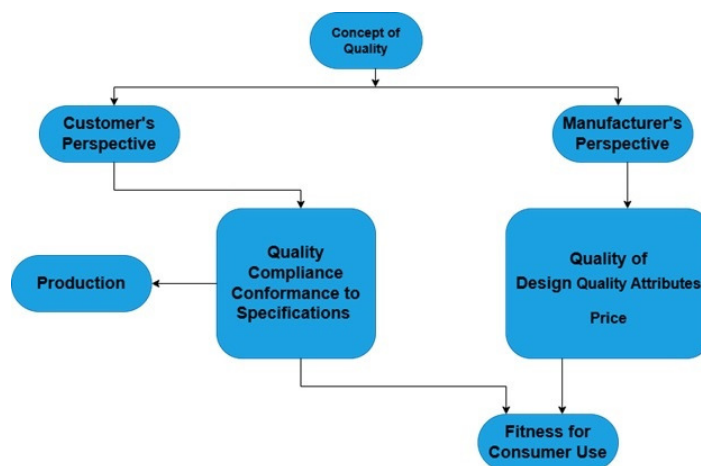 Concept of
Quality
Customer's
Perspective
Manufacturer's
Perspective
Quality
Compliance
Conformance to
Specifications
Quality of
Design Quality Attributes
Price
Production
Fitness for
Consumer Use